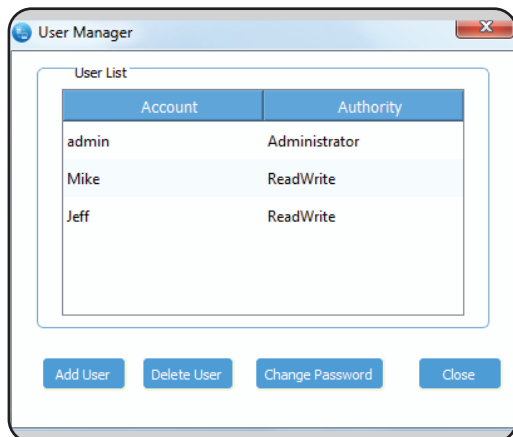 User Manager
User List
Account Authority
admin Administrator
Mike ReadWrite
Jeff ReadWrite
Add User Delete User Change Password Close